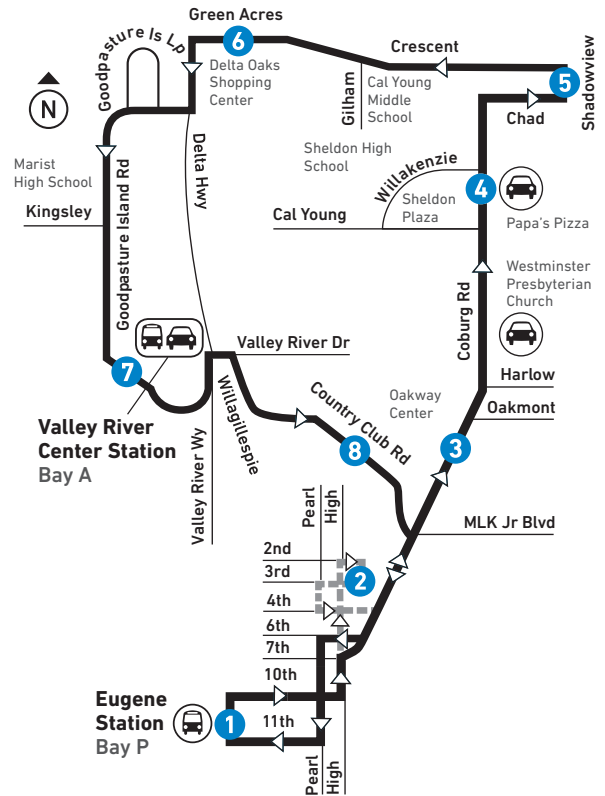 Green Acres
6
Goodpasture Is Lp
Delta Oaks
Shopping
Center
Crescent
5
Shadowview
Gilham
Cal Young
Middle
School
Chad
N
Delta Hwy
Sheldon High
School
Marist
High School
Willakenzie
4
Sheldon
Plaza
Kingsley
Cal Young
Papa's Pizza
Goodpasture Island Rd
Westminster
Presbyterian
Church
Coburg Rd
Valley River Dr
7
Harlow
Oakway
Center
Oakmont
Valley River
Center Station
Bay A
Willagillespie
Country Club Rd
8
3
Valley River Wy
Pearl
High
MLK Jr Blvd
2nd
3rd
2
4th
6th
7th
10th
Eugene
Station
Bay P
1
11th
Pearl
High